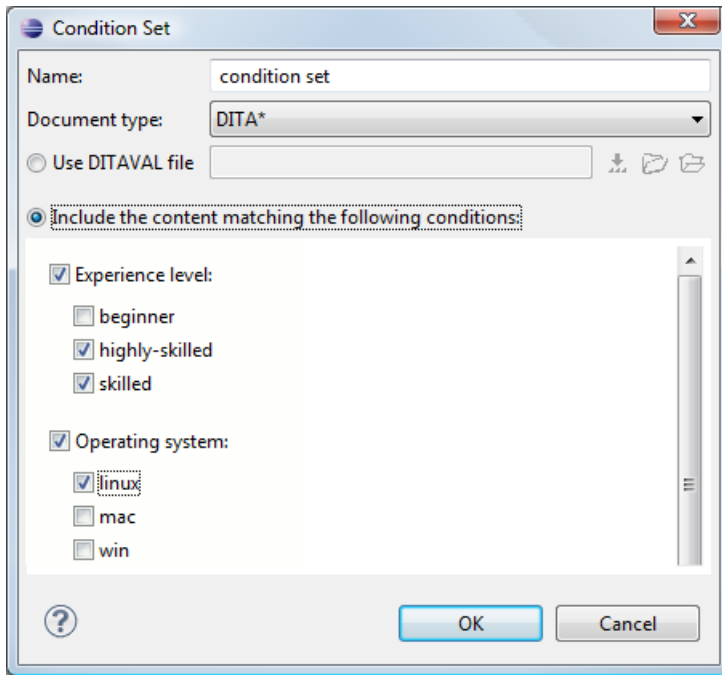 Condition Set
Name: condition set
Document type: DITA*
Use DITAVAL file
Include the content matching the following conditions:
Experience level:
beginner
highly-skilled
skilled
Operating system:
linux
mac
win
? OK Cancel